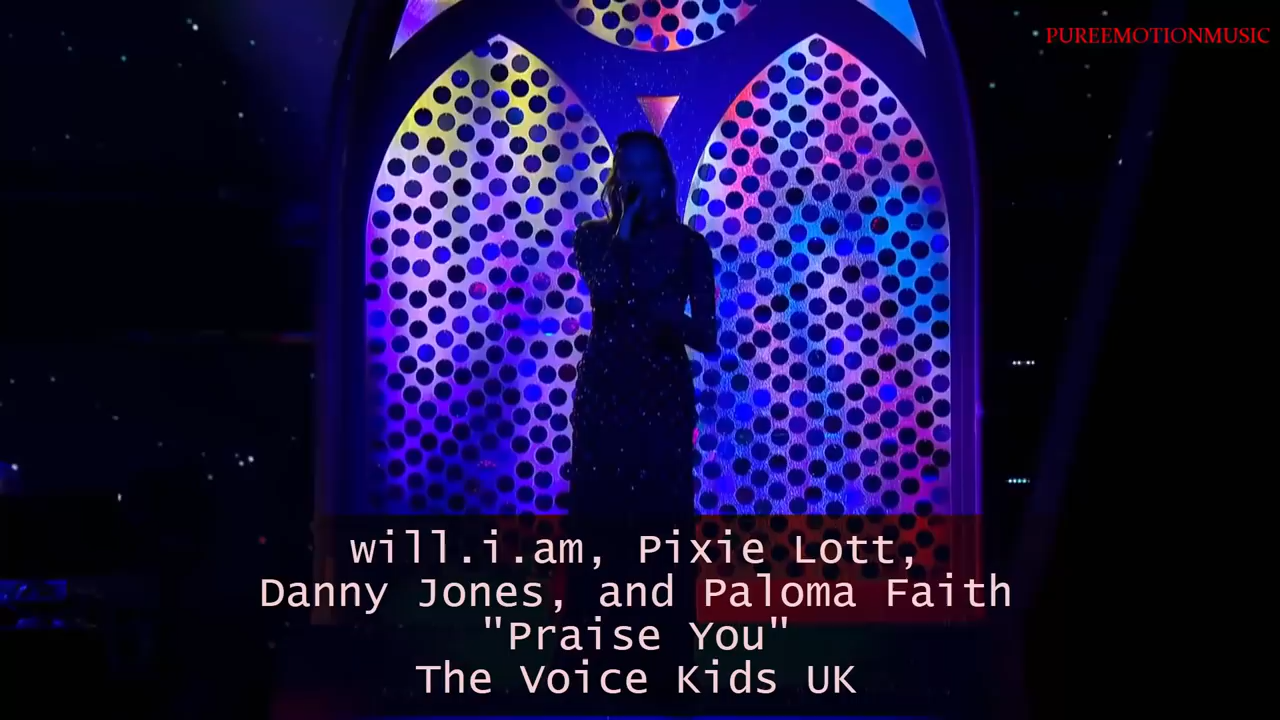 PUREEMOTIONMUSIC
will.i.am, Pixie Lott,
Danny Jones, and Paloma Faith
"Praise You"
The Voice Kids UK